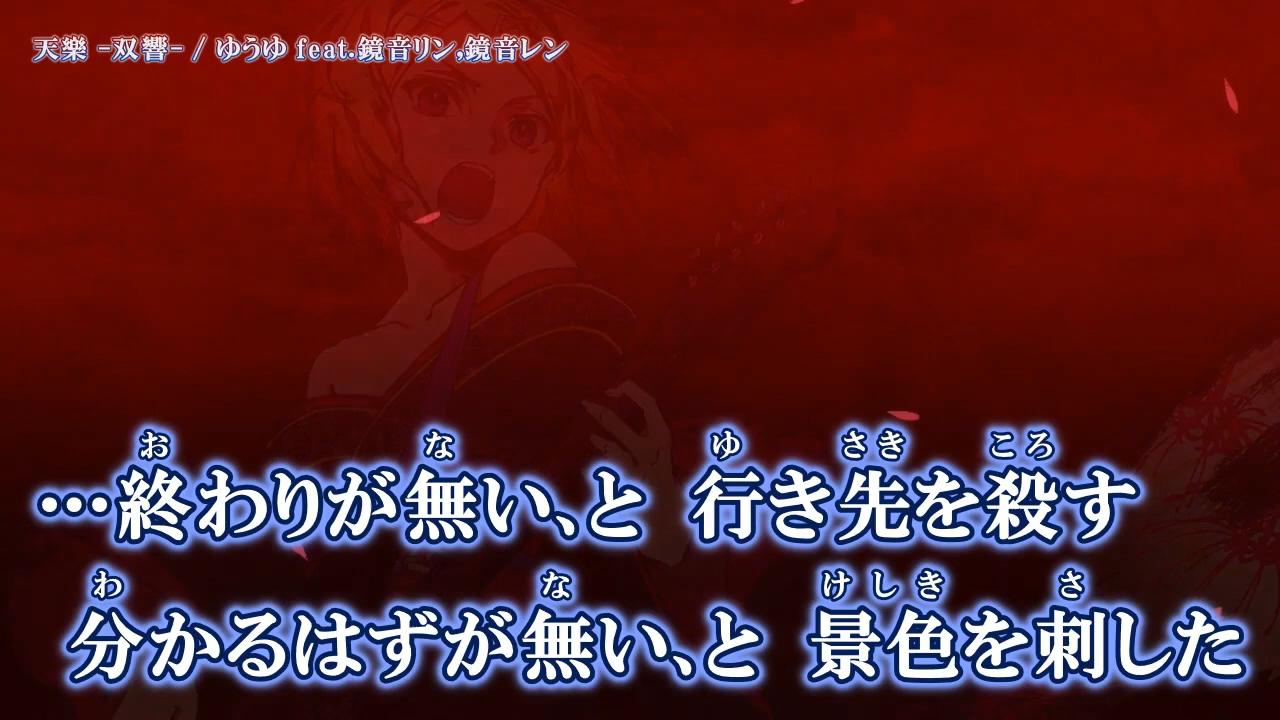 天樂 -双響- / ゆうゆ feat.鏡音リン,鏡音レン
お な ゆ さき ころ
…終わりが無い、と 行き先を殺す
わ な けしき さ
分かるはずが無い、と 景色を刺した